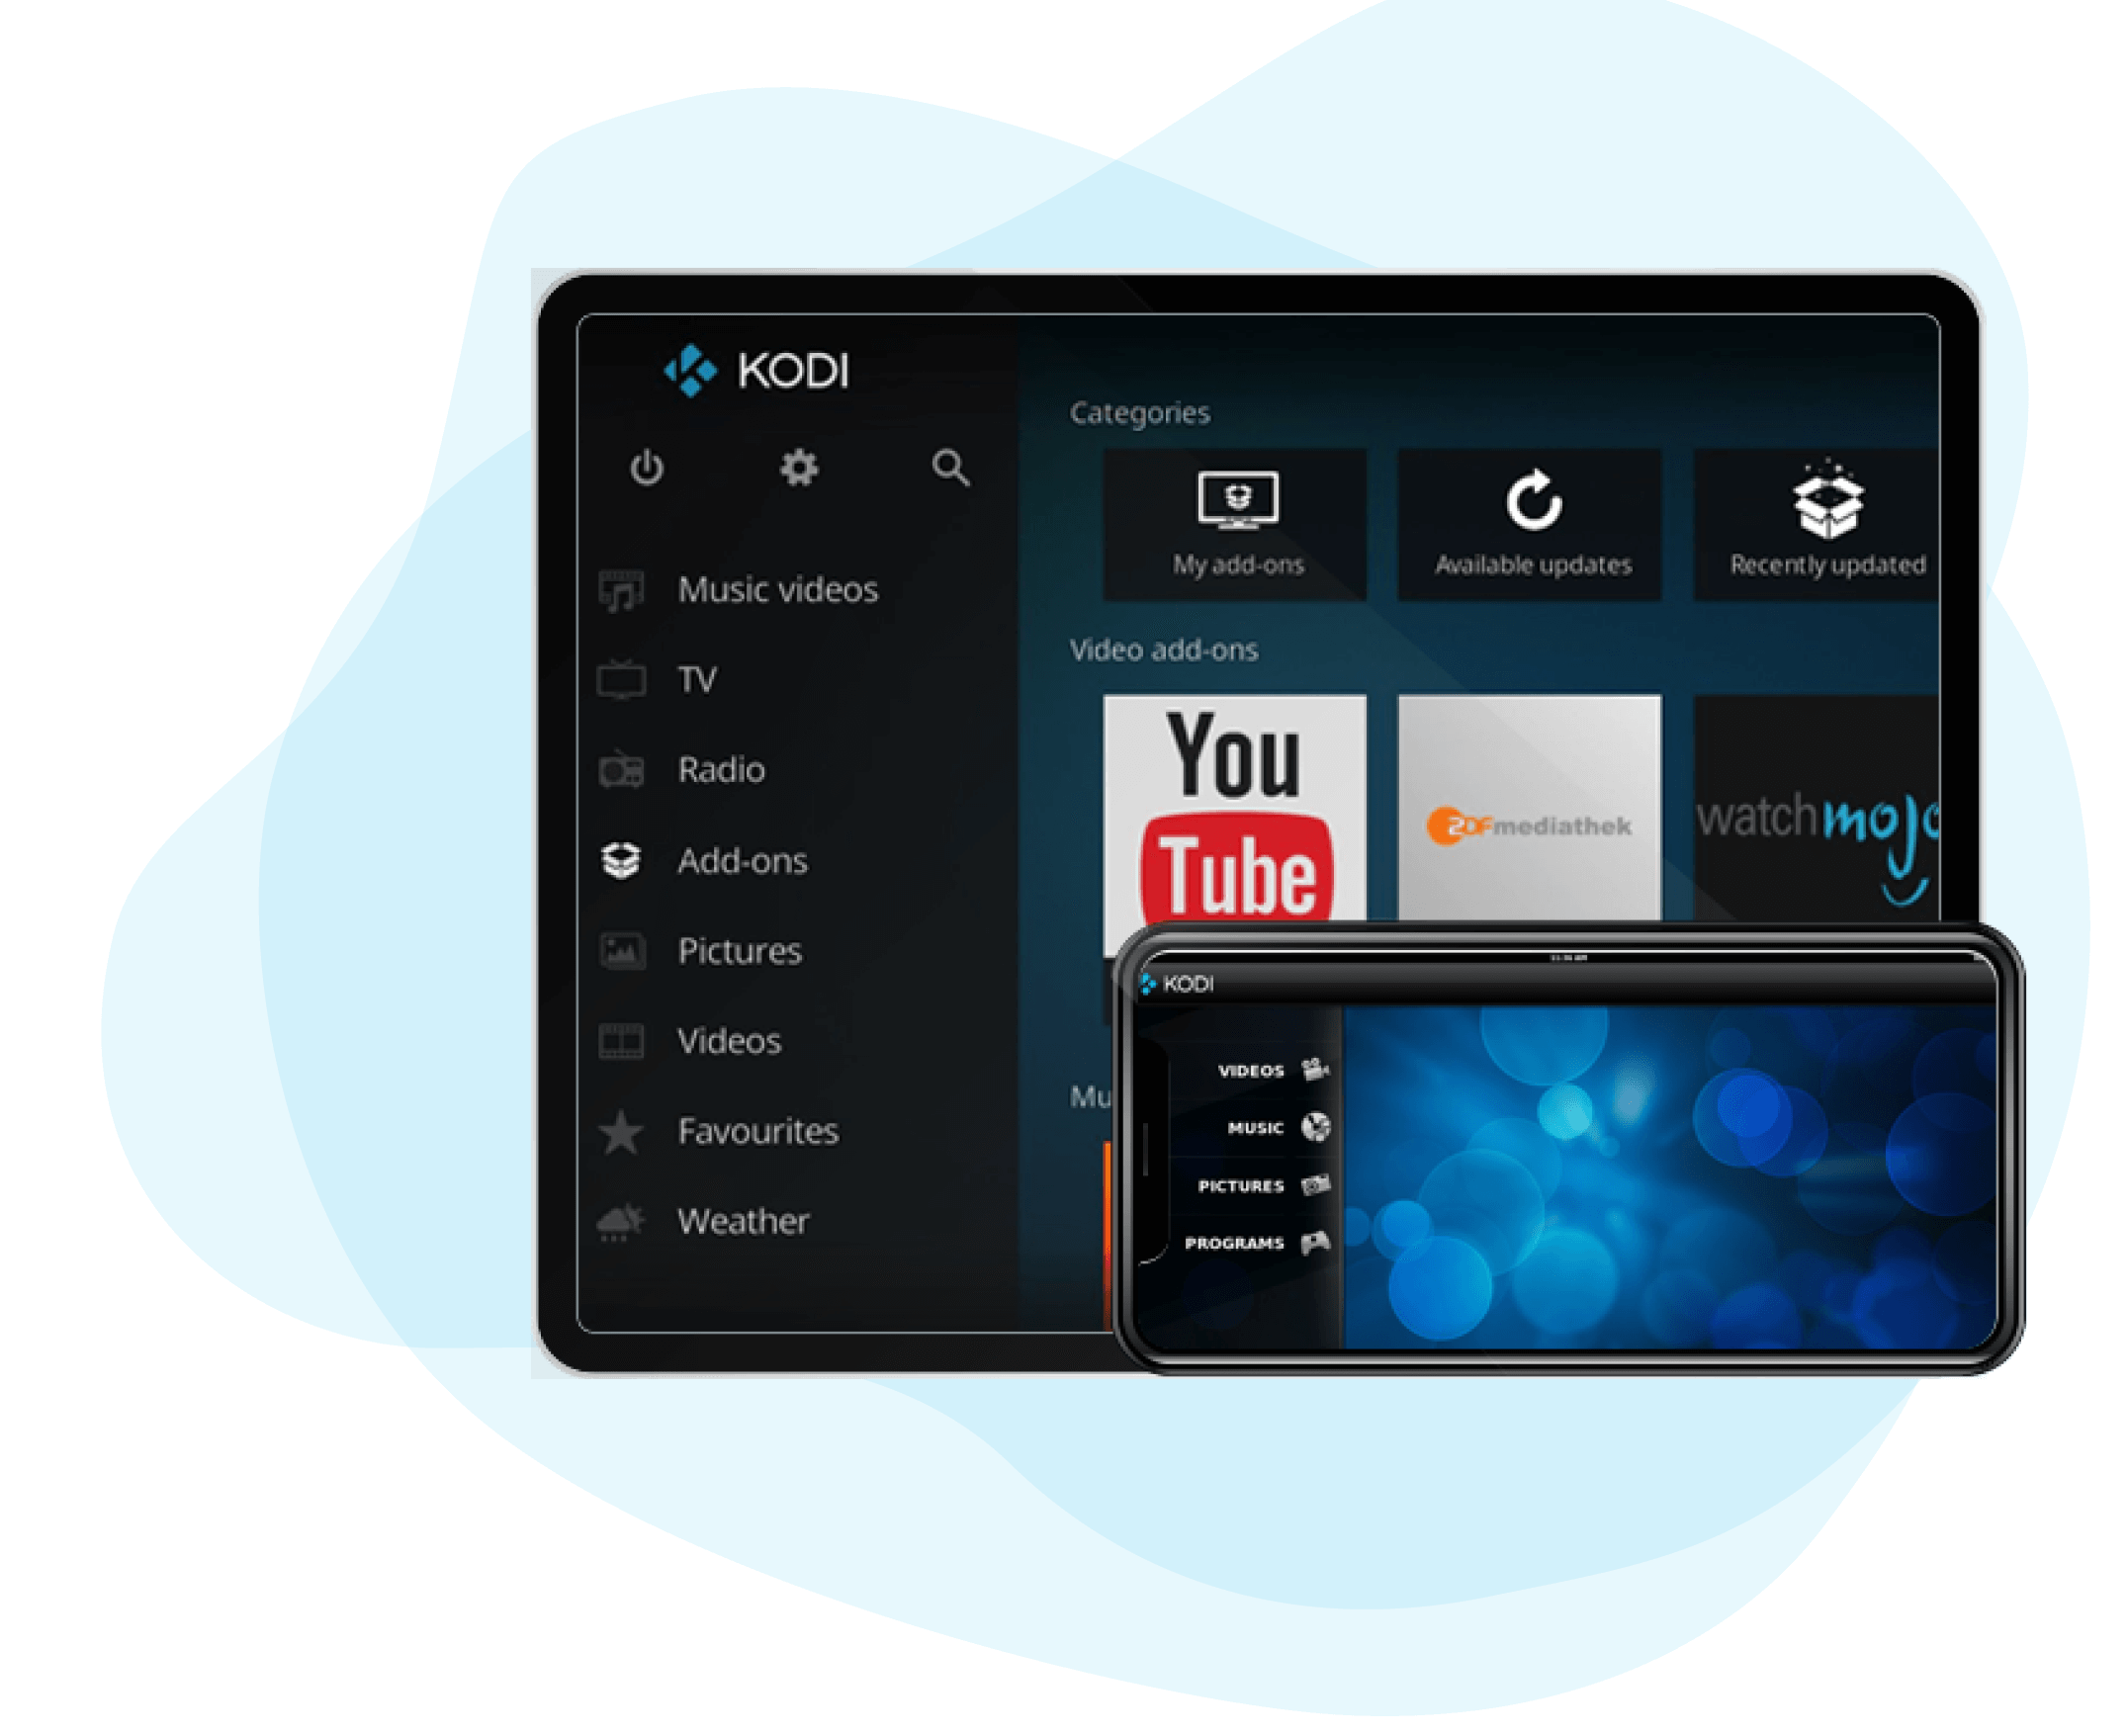 KODI
Music videos
TV
Radio
Add-ons
Pictures
Videos
Favourites
Weather
Categories
My add-ons
Available updates
Recently updated
Video add-ons
You
Tube
ZDFmediathek
watchmojo
Mu
KODI
VIDEOS
MUSIC
PICTURES
PROGRAMS